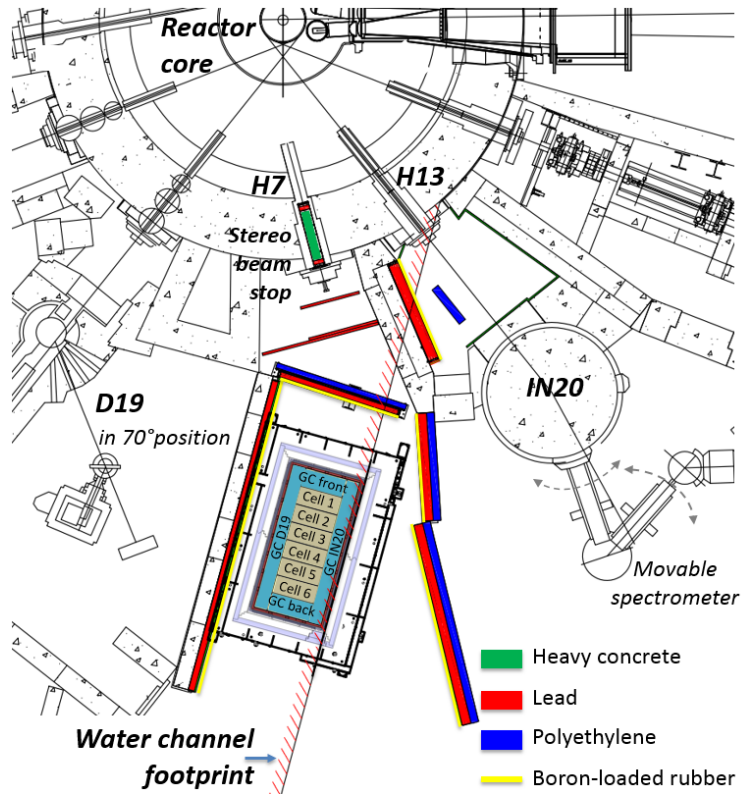 Reactor
core
H7
H13
Stereo
beam
stop
IN20
D19
in 70°position
GC front
Cell 1
Cell 2
Cell 3
Cell 4
Cell 5
Cell 6
GC D19
GC IN20
GC back
Movable
spectrometer
Heavy concrete
Lead
Polyethylene
Boron-loaded rubber
Water channel
footprint